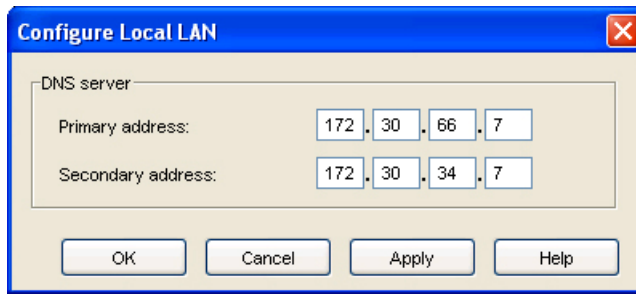 Configure Local LAN
DNS server
Primary address: 172 . 30 . 66 . 7
Secondary address: 172 . 30 . 34 . 7
OK Cancel Apply Help